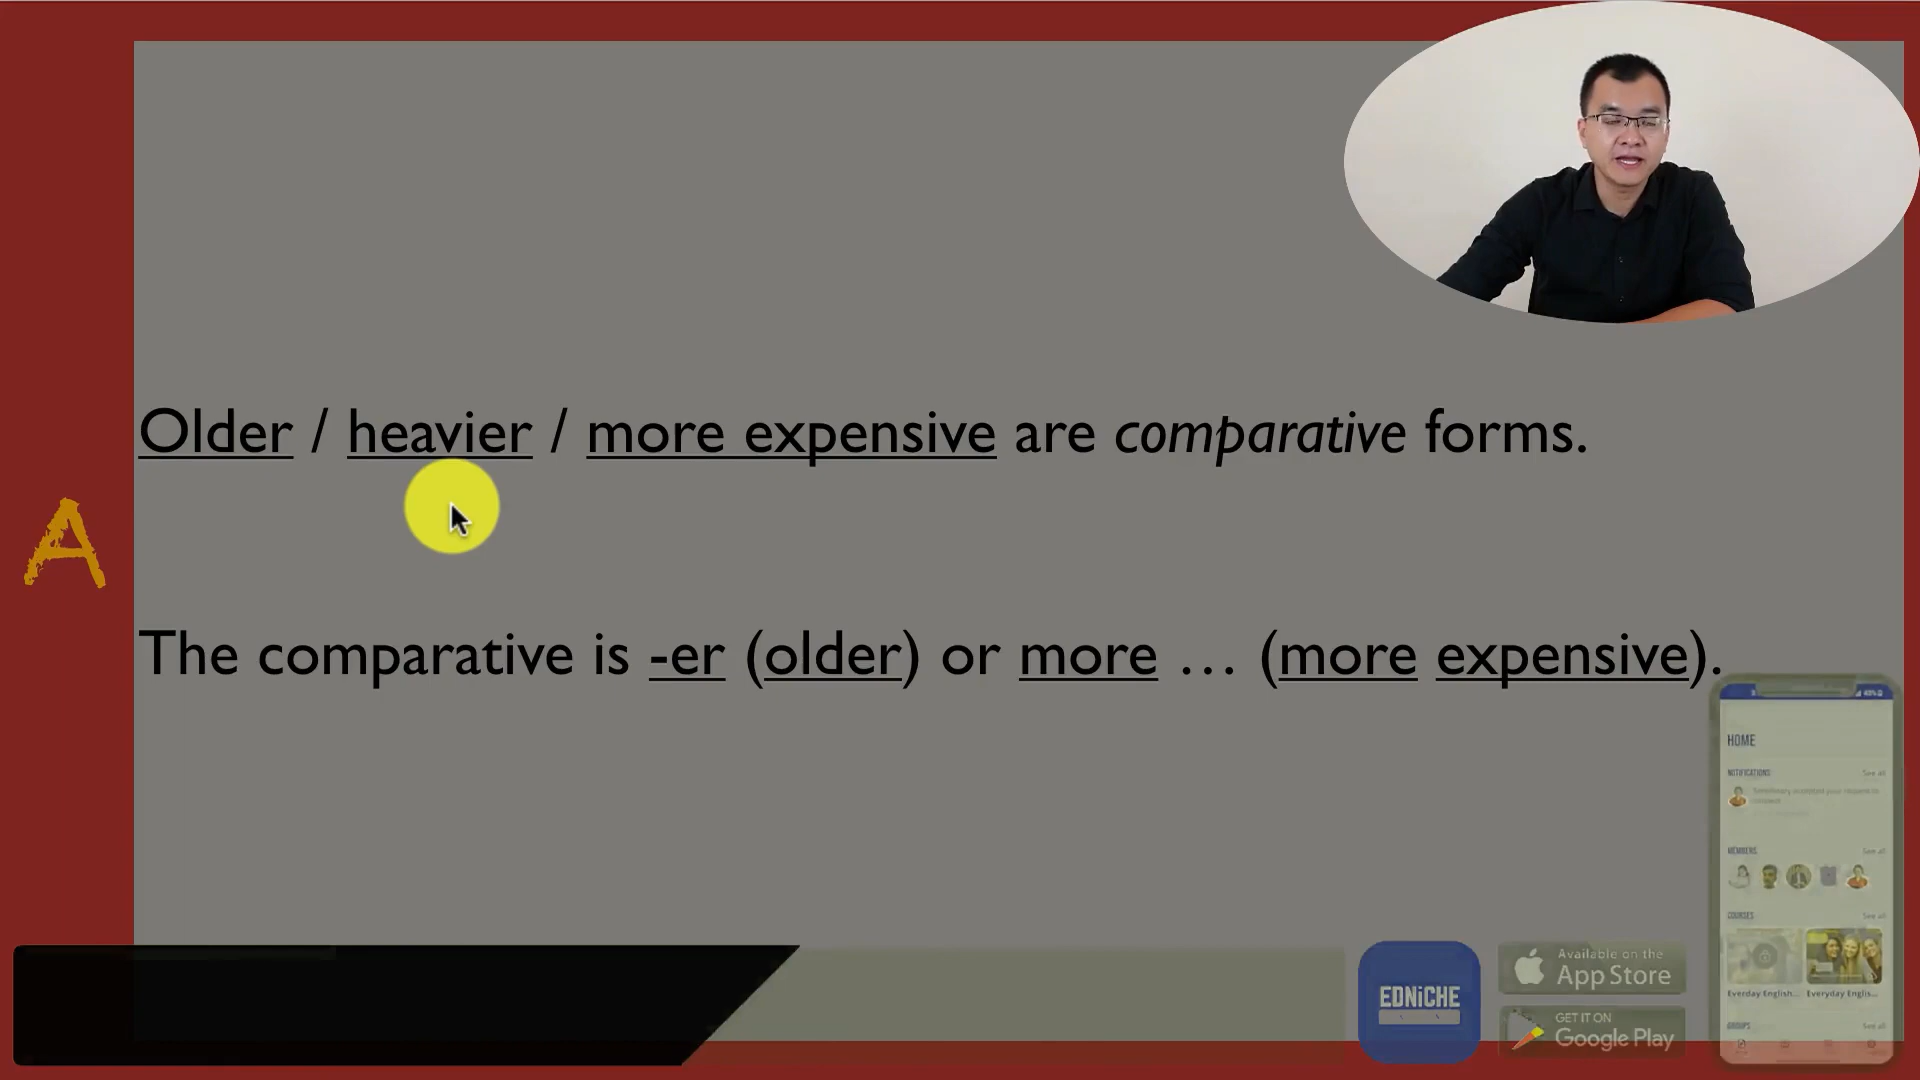 Older / heavier / more expensive are comparative forms.
A
The comparative is -er (older) or more … (more expensive).
HOME
NOTIFICATIONS
See all
MEMBERS
See all
COURSES
See all
Everday English...
Everyday Englis...
GROUPS
See all
EDNiCHE
Available on the
App Store
GET IT ON
Google Play